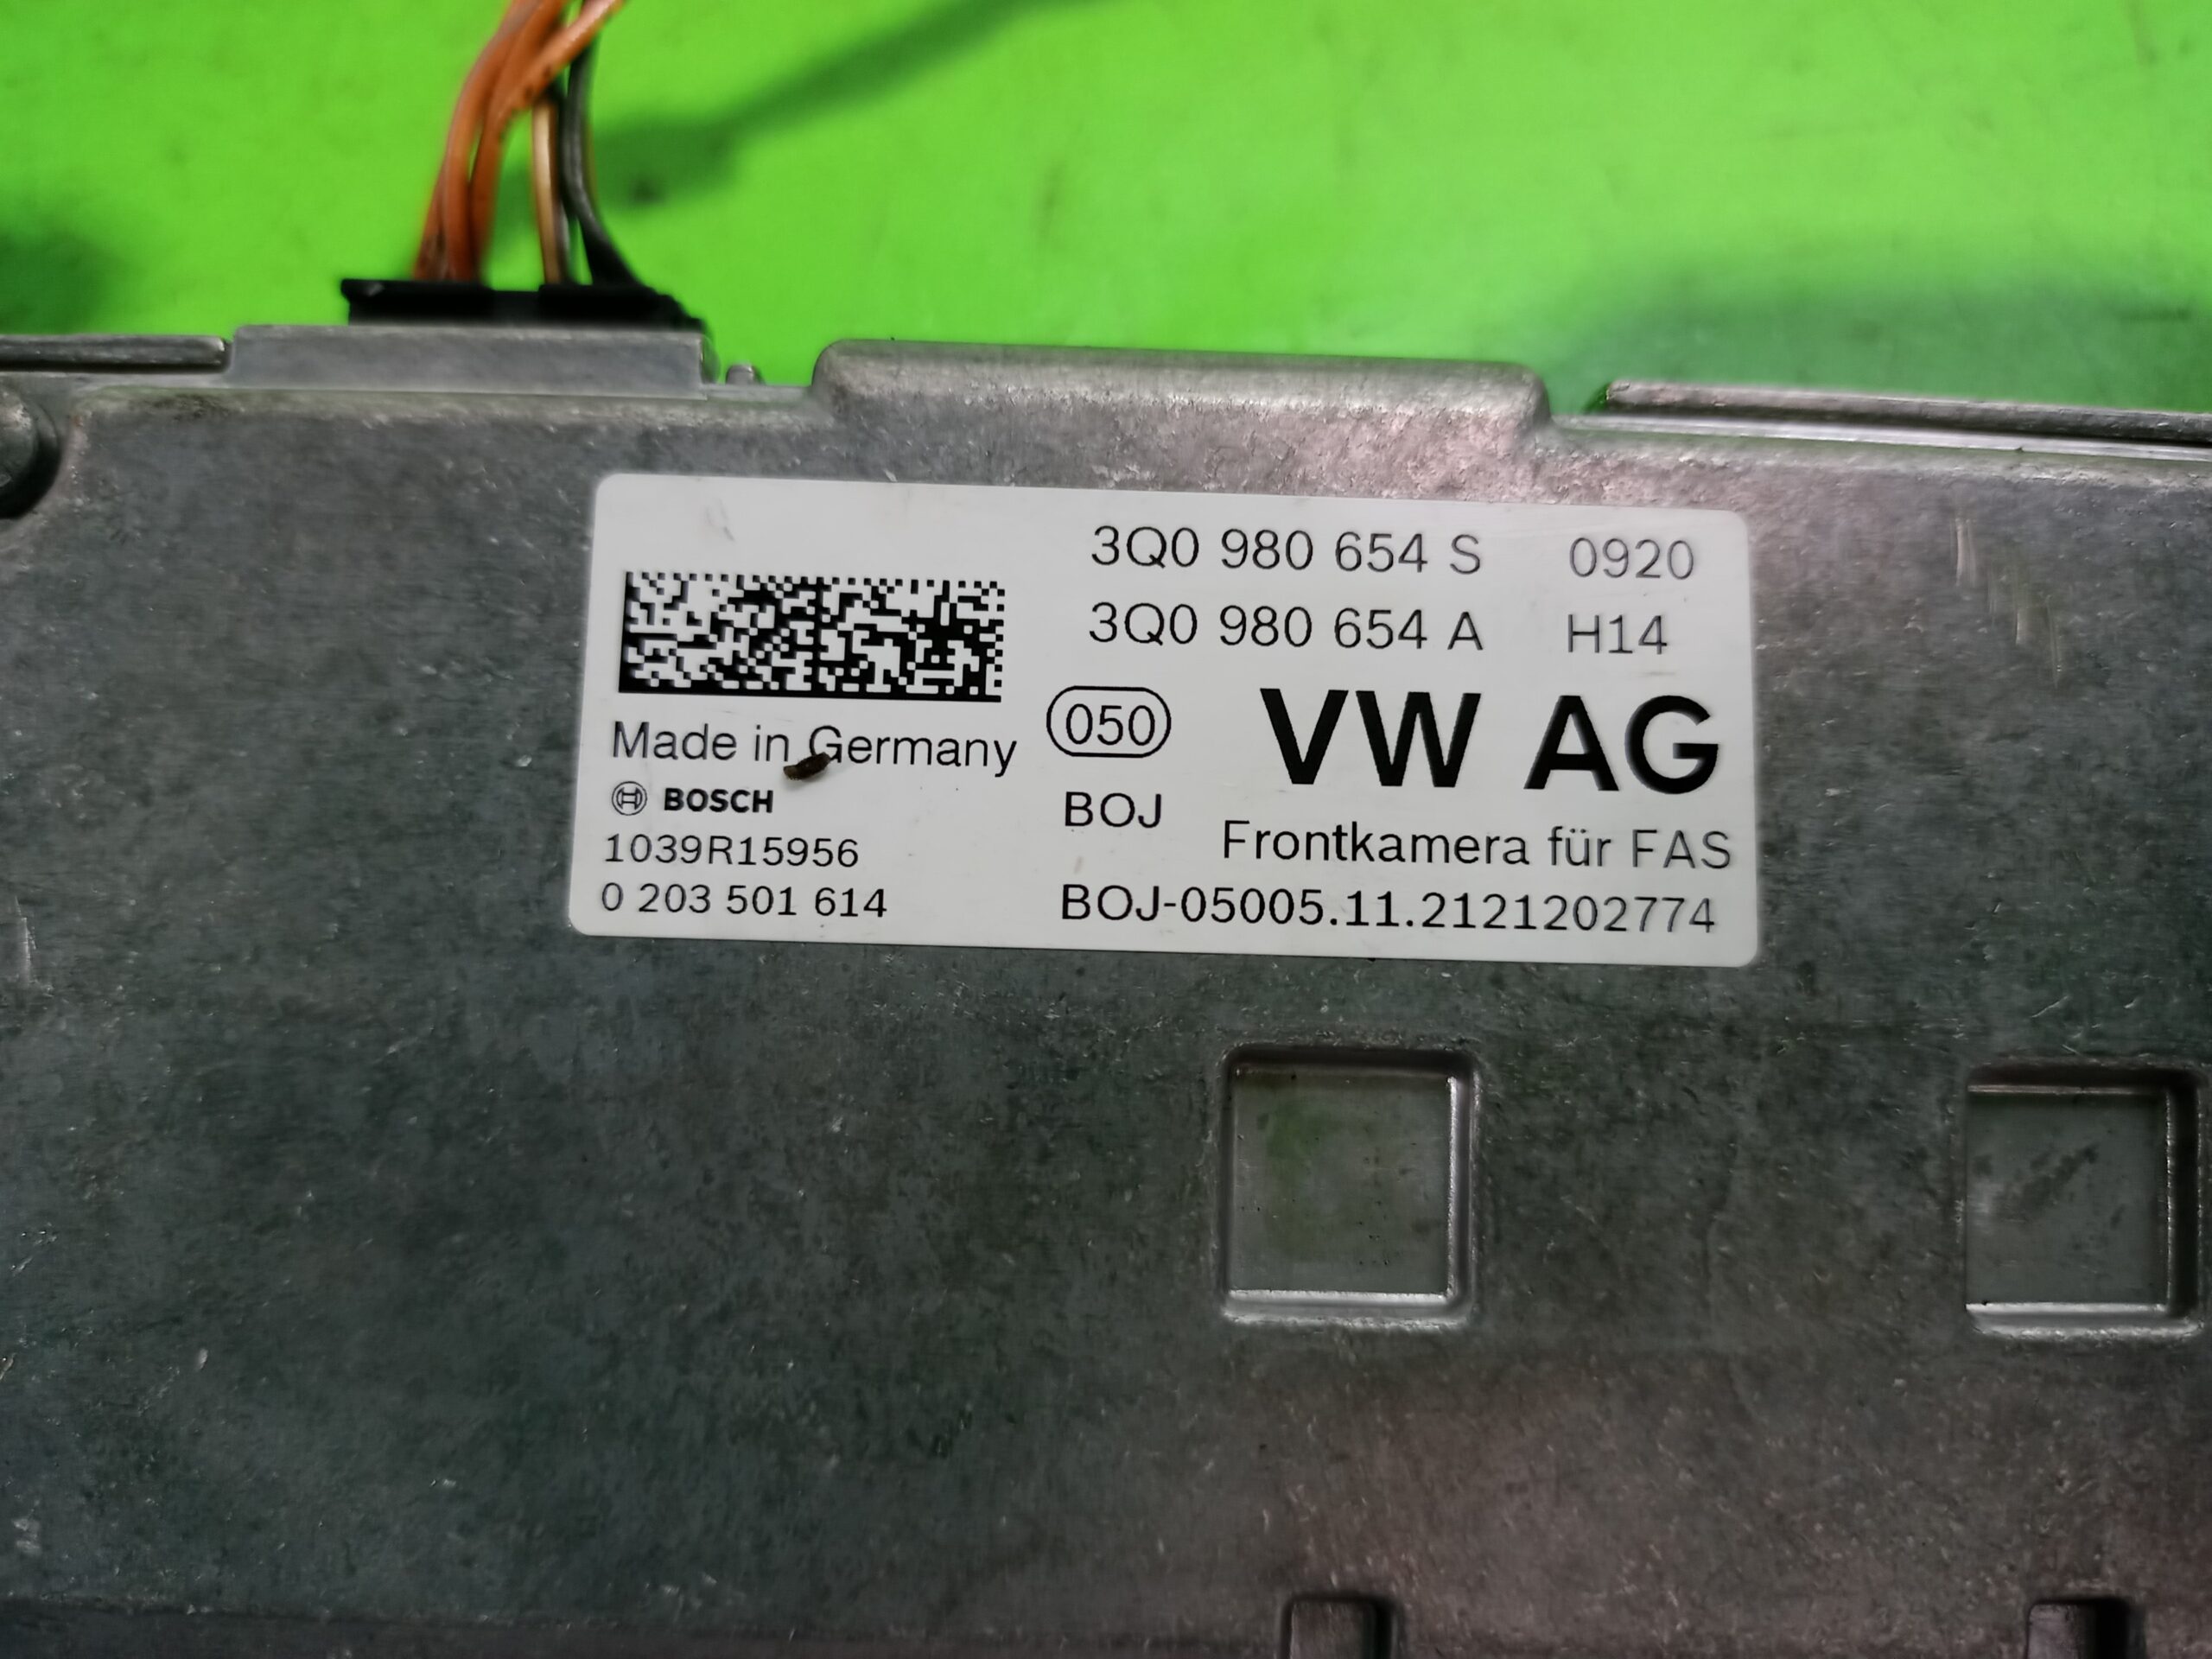 3Q0 980 654 S 0920
3Q0 980 654 A H14
Made in Germany
BOSCH
1039R15956
0 203 501 614
050
BOJ
VW AG
Frontkamera für FAS
BOJ-05005.11.2121202774